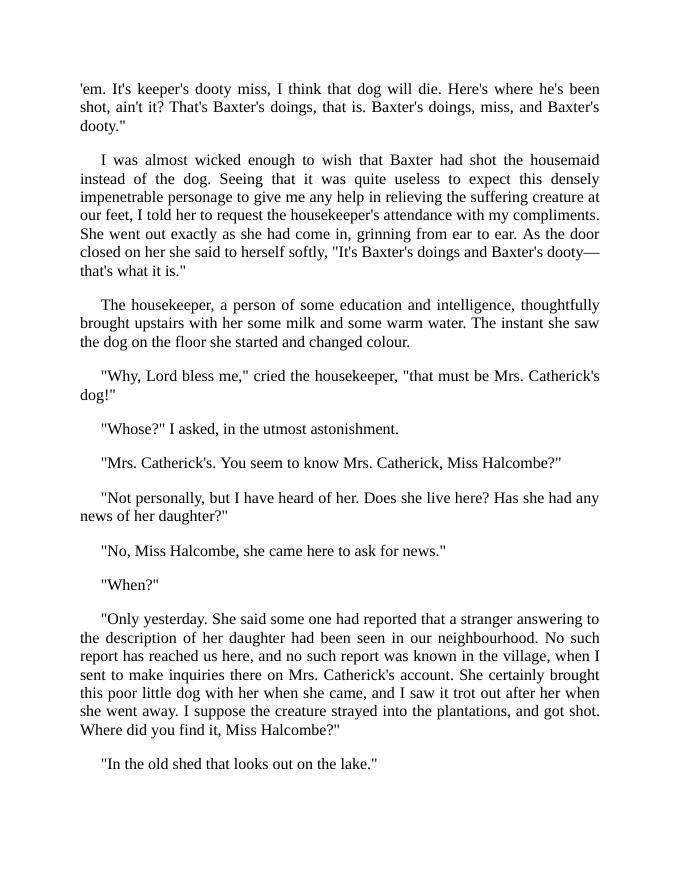 'em. It's keeper's dooty miss, I think that dog will die. Here's where he's been
shot, ain't it? That's Baxter's doings, that is. Baxter's doings, miss, and Baxter's
dooty."
I was almost wicked enough to wish that Baxter had shot the housemaid
instead of the dog. Seeing that it was quite useless to expect this densely
impenetrable personage to give me any help in relieving the suffering creature at
our feet, I told her to request the housekeeper's attendance with my compliments.
She went out exactly as she had come in, grinning from ear to ear. As the door
closed on her she said to herself softly, "It's Baxter's doings and Baxter's dooty—
that's what it is."
The housekeeper, a person of some education and intelligence, thoughtfully
brought upstairs with her some milk and some warm water. The instant she saw
the dog on the floor she started and changed colour.
"Why, Lord bless me," cried the housekeeper, "that must be Mrs. Catherick's
dog!"
"Whose?" I asked, in the utmost astonishment.
"Mrs. Catherick's. You seem to know Mrs. Catherick, Miss Halcombe?"
"Not personally, but I have heard of her. Does she live here? Has she had any
news of her daughter?"
"No, Miss Halcombe, she came here to ask for news."
"When?"
"Only yesterday. She said some one had reported that a stranger answering to
the description of her daughter had been seen in our neighbourhood. No such
report has reached us here, and no such report was known in the village, when I
sent to make inquiries there on Mrs. Catherick's account. She certainly brought
this poor little dog with her when she came, and I saw it trot out after her when
she went away. I suppose the creature strayed into the plantations, and got shot.
Where did you find it, Miss Halcombe?"
"In the old shed that looks out on the lake."